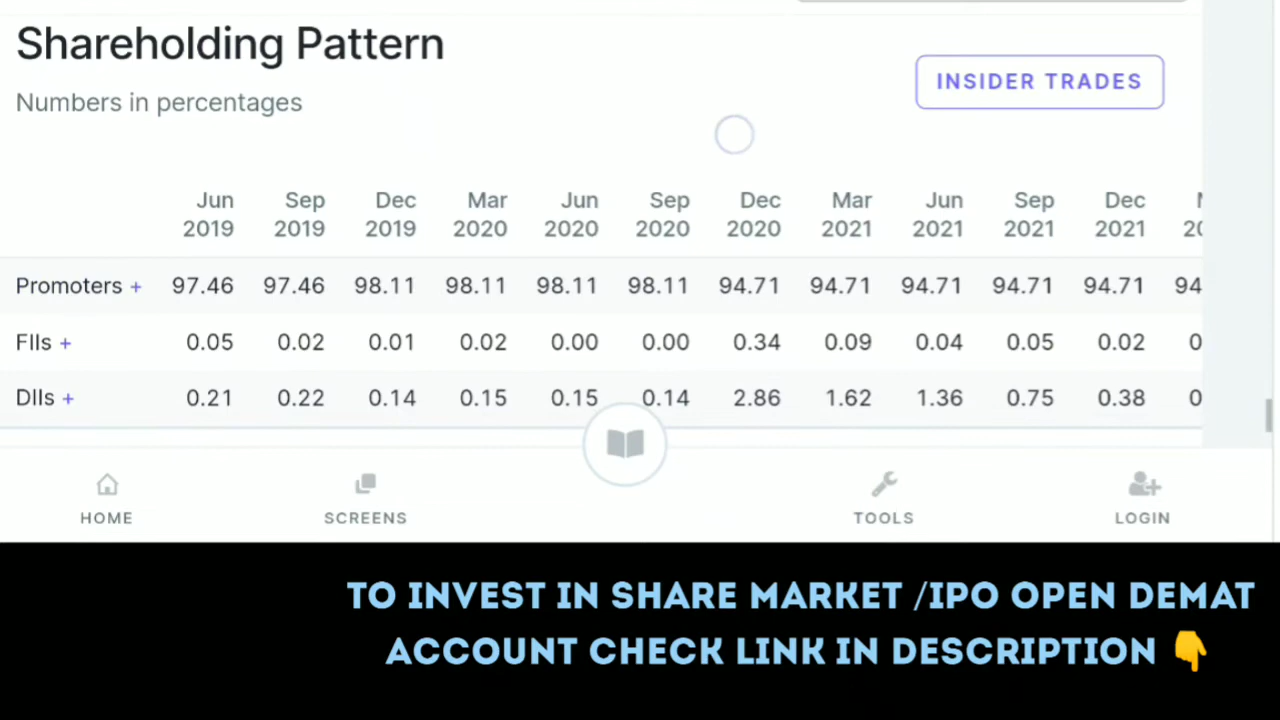 Shareholding Pattern
INSIDER TRADES
Numbers in percentages
Jun Sep Dec Mar Jun Sep Dec Mar Jun Sep Dec
2019 2019 2019 2020 2020 2020 2020 2021 2021 2021 2021
Promoters + 97.46 97.46 98.11 98.11 98.11 98.11 94.71 94.71 94.71 94.71 94.71 94
FIIs + 0.05 0.02 0.01 0.02 0.00 0.00 0.34 0.09 0.04 0.05 0.02 0
DIIs + 0.21 0.22 0.14 0.15 0.15 0.14 2.86 1.62 1.36 0.75 0.38 0
HOME SCREENS TOOLS LOGIN
TO INVEST IN SHARE MARKET /IPO OPEN DEMAT
ACCOUNT CHECK LINK IN DESCRIPTION 👇